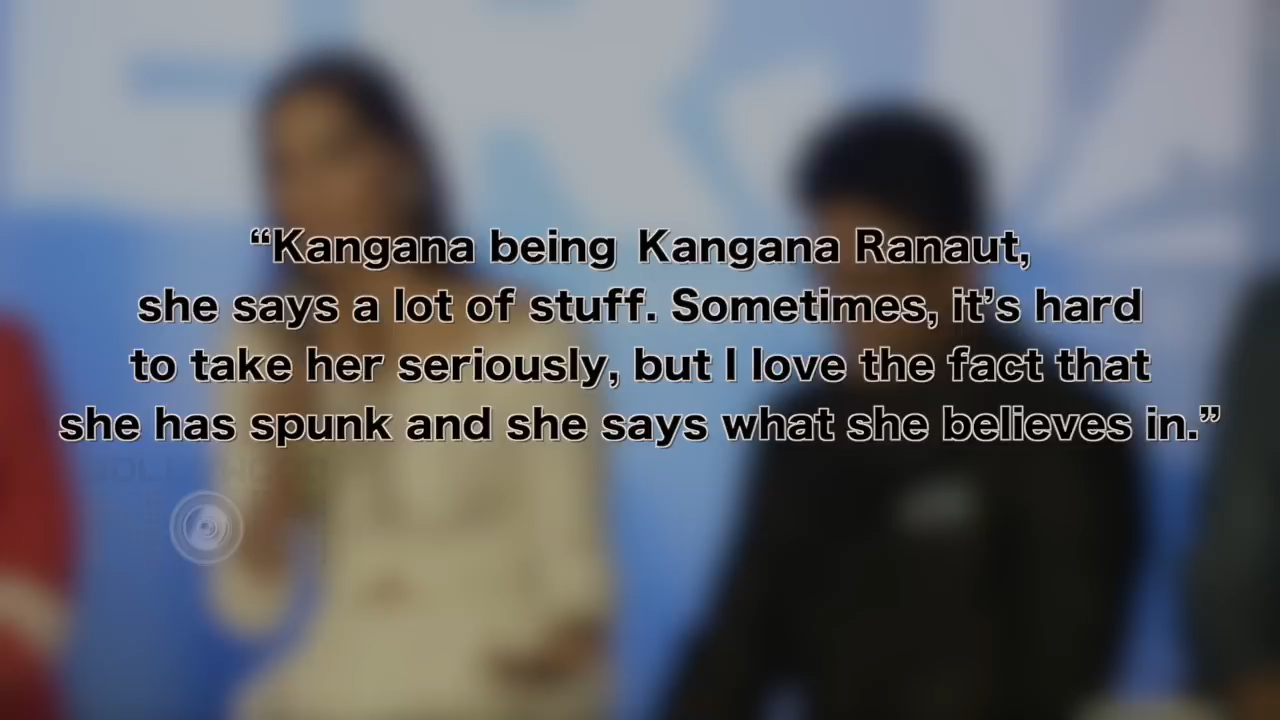 “Kangana being Kangana Ranaut,
she says a lot of stuff. Sometimes, it’s hard
to take her seriously, but I love the fact that
she has spunk and she says what she believes in.”